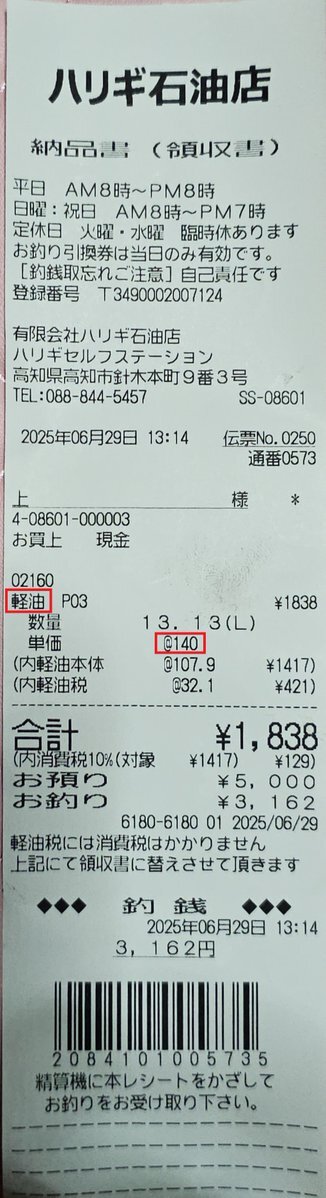 ハリギ石油店
納品書（領収書）
平日　AM8時～PM8時
日曜：祝日　AM8時～PM7時
定休日　火曜・水曜　臨時休あります
お釣り引換券は当日のみ有効です。
［釣銭取忘れご注意］自己責任です
登録番号　T3490002007124
有限会社ハリギ石油店
ハリギセルフステーション
高知県高知市針木本町９番３号
TEL:088-844-5457　SS-08601
2025年06月29日 13:14　伝票No.0250
通番0573
上　様　*
4-08601-000003
お買上　現金
02160
軽油　P03　¥1838
数量　13.13(L)
単価　@140
(内軽油本体　@107.9　¥1417)
(内軽油税　@32.1　¥421)
合計　¥1,838
(内消費税10%(対象　¥1417)　¥129)
お預り　¥5,000
お釣り　¥3,162
6180-6180 01 2025/06/29
軽油税には消費税はかかりません
上記にて領収書に替えさせて頂きます
◆◆◆　釣銭　◆◆◆
2025年06月29日 13:14
3,162円
2084101005735
精算機に本レシートをかざして
お釣りをお受け取り下さい。